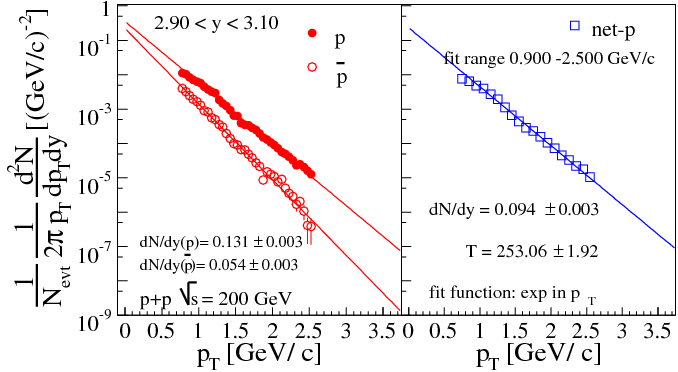 1/N_evt 1/2π p_T d²N/dp_Tdy [(GeV/c)^-2]
1
10^-1
10^-3
10^-5
10^-7
10^-9
2.90 < y < 3.10
p
p̄
dN/dy(p)= 0.131 ± 0.003
dN/dy(p̄)= 0.054 ± 0.003
p+p √s = 200 GeV
0 0.5 1 1.5 2 2.5 3 3.5
p_T [GeV/ c]
net-p
fit range 0.900 -2.500 GeV/c
dN/dy = 0.094 ± 0.003
T = 253.06 ± 1.92
fit function: exp in p_T
0 0.5 1 1.5 2 2.5 3 3.5
p_T [GeV/ c]